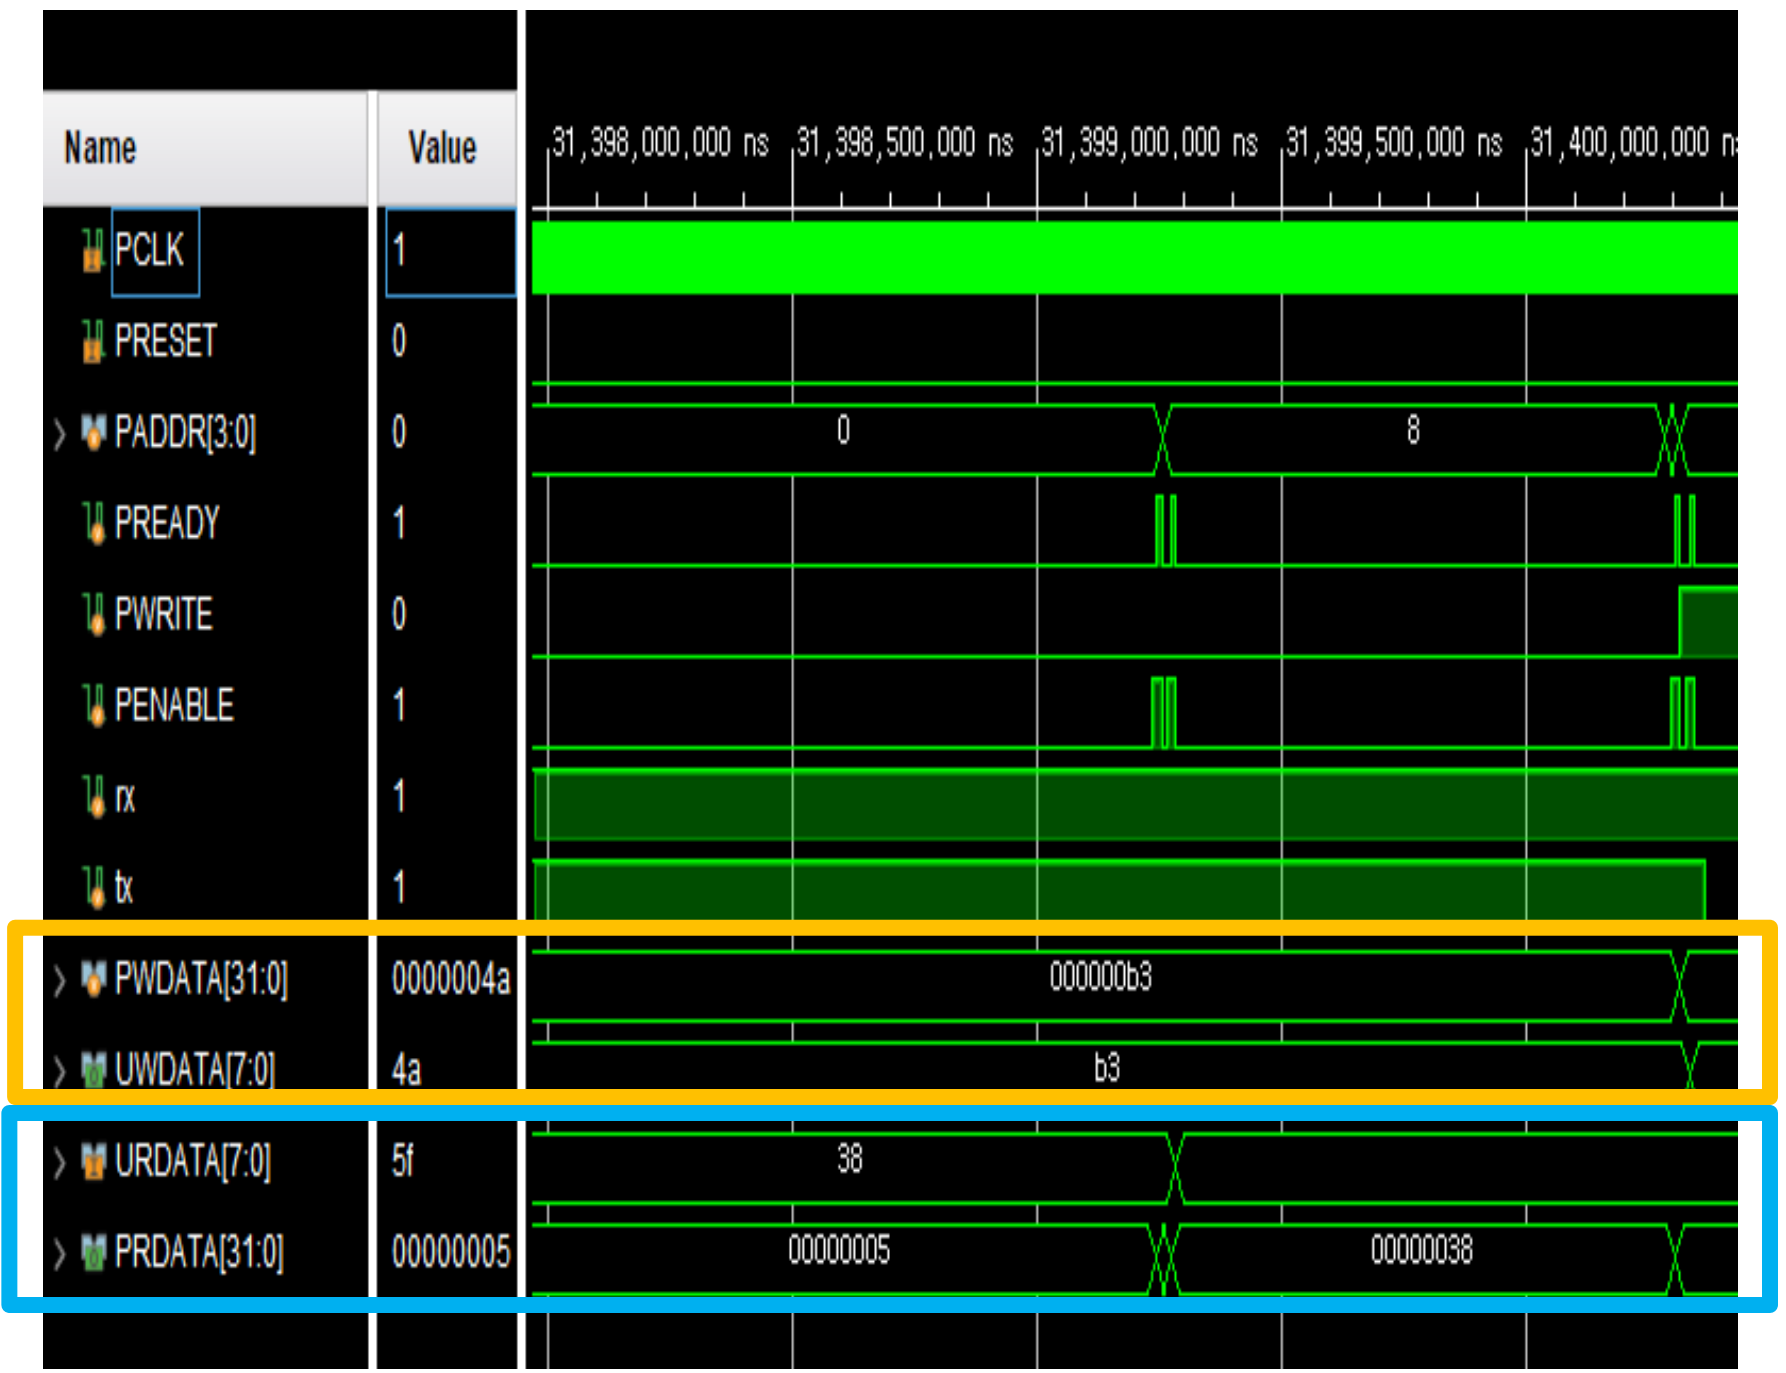 Name Value 31,398,000,000 ns 31,398,500,000 ns 31,399,000,000 ns 31,399,500,000 ns 31,400,000,000 n
PCLK 1
PRESET 0
PADDR[3:0] 0 0 8
PREADY 1
PWRITE 0
PENABLE 1
rx 1
tx 1
PWDATA[31:0] 0000004a 000000b3
UWDATA[7:0] 4a b3
URDATA[7:0] 5f 38
PRDATA[31:0] 00000005 00000005 00000038